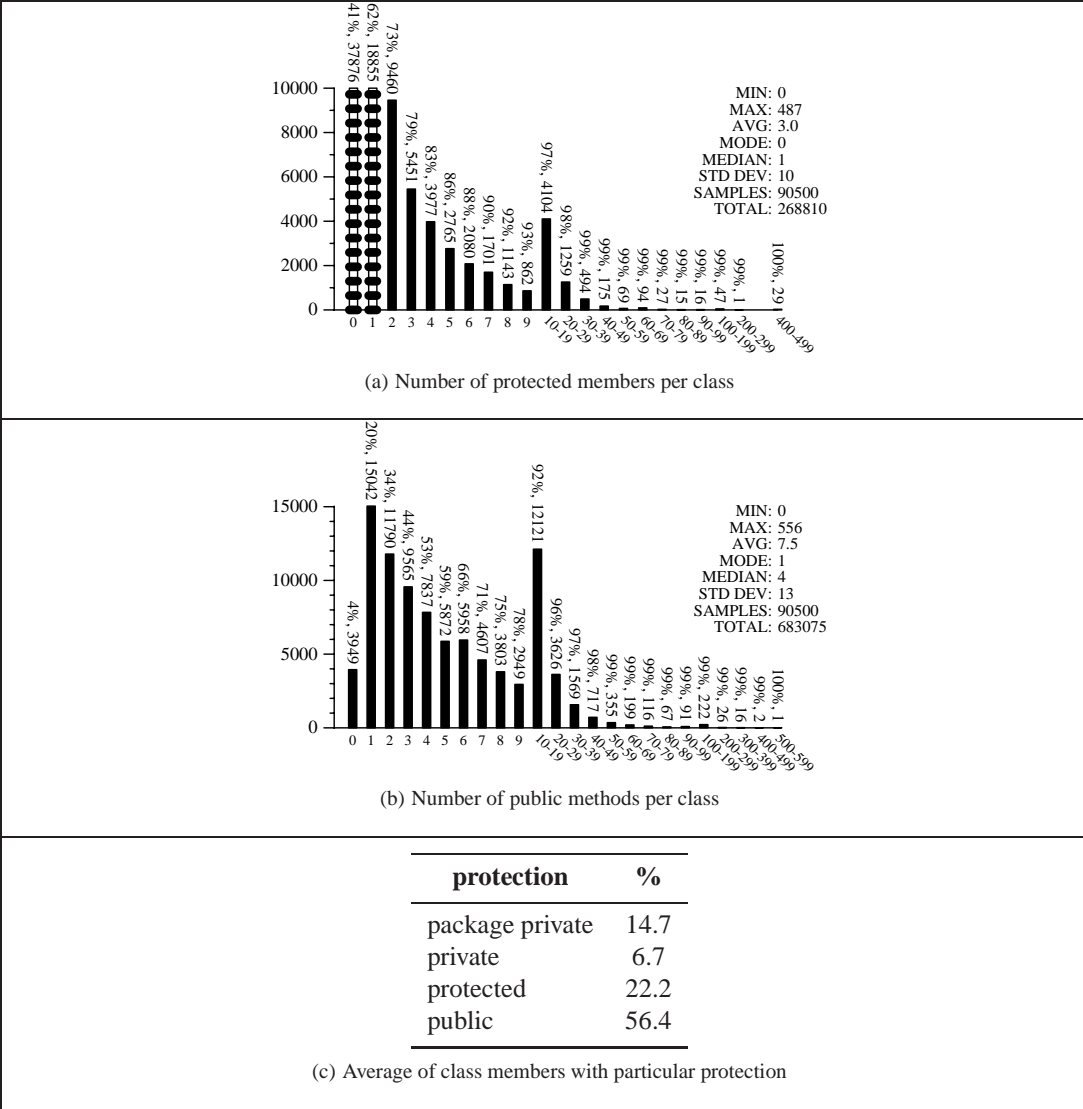 41%, 37876
62%, 18855
73%, 9460
79%, 5451
83%, 3977
86%, 2765
88%, 2080
90%, 1701
92%, 1143
93%, 862
97%, 4104
98%, 1259
99%, 494
99%, 175
99%, 69
99%, 94
99%, 27
99%, 15
99%, 16
99%, 47
99%, 1
100%, 29
10000
8000
6000
4000
2000
0
MIN: 0
MAX: 487
AVG: 3.0
MODE: 0
MEDIAN: 1
STD DEV: 10
SAMPLES: 90500
TOTAL: 268810
0 1 2 3 4 5 6 7 8 9 10-19 20-29 30-39 40-49 50-59 60-69 70-79 80-89 90-99 100-199 200-299 400-499
(a) Number of protected members per class
4%, 3949
20%, 15042
34%, 11790
44%, 9565
53%, 7837
59%, 5872
66%, 5958
71%, 4607
75%, 3803
78%, 2949
92%, 12121
96%, 3626
97%, 1569
98%, 717
99%, 355
99%, 199
99%, 116
99%, 67
99%, 91
99%, 222
99%, 26
99%, 16
99%, 2
100%, 1
15000
10000
5000
0
MIN: 0
MAX: 556
AVG: 7.5
MODE: 1
MEDIAN: 4
STD DEV: 13
SAMPLES: 90500
TOTAL: 683075
0 1 2 3 4 5 6 7 8 9 10-19 20-29 30-39 40-49 50-59 60-69 70-79 80-89 90-99 100-199 200-299 300-399 400-499 500-599
(b) Number of public methods per class
protection %
package private 14.7
private 6.7
protected 22.2
public 56.4
(c) Average of class members with particular protection